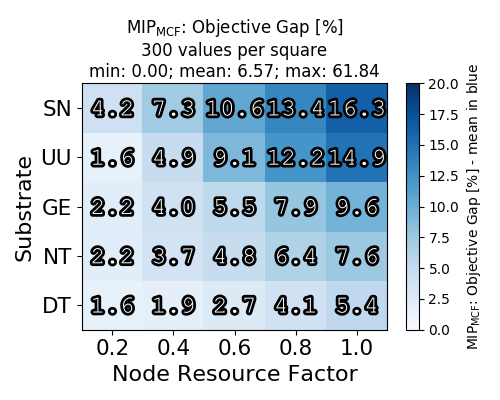 MIP_MCF: Objective Gap [%]
300 values per square
min: 0.00; mean: 6.57; max: 61.84
SN 4.2 7.3 10.6 13.4 16.3
UU 1.6 4.9 9.1 12.2 14.9
GE 2.2 4.0 5.5 7.9 9.6
NT 2.2 3.7 4.8 6.4 7.6
DT 1.6 1.9 2.7 4.1 5.4
0.2 0.4 0.6 0.8 1.0
Node Resource Factor
Substrate
20.0
17.5
15.0
12.5
10.0
7.5
5.0
2.5
0.0
MIP_MCF: Objective Gap [%] - mean in blue